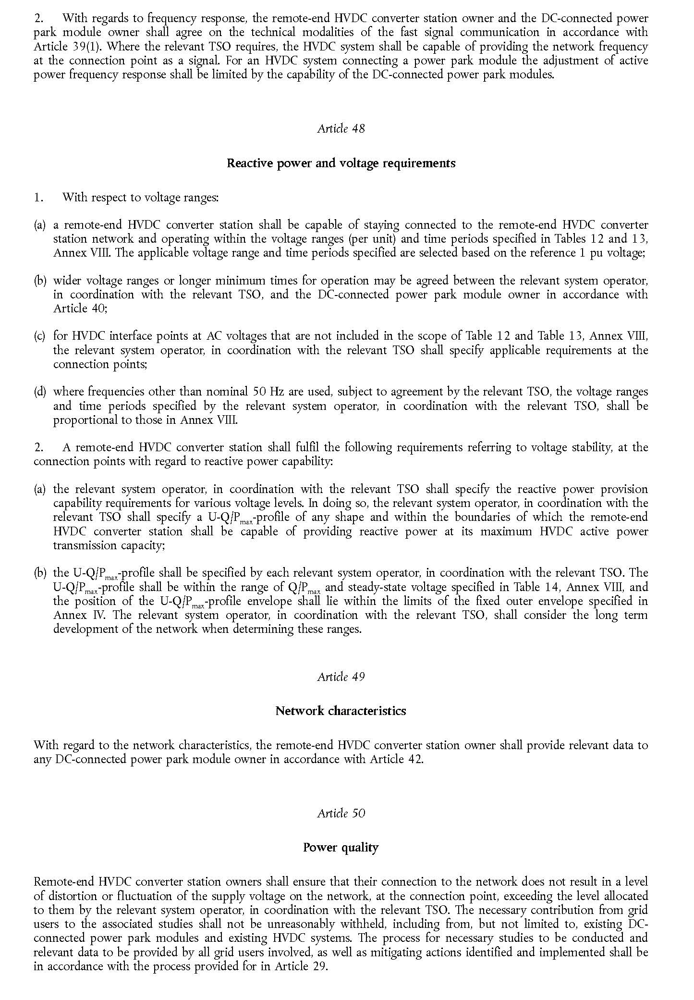 2. With regards to frequency response, the remote-end HVDC converter station owner and the DC-connected power
park module owner shall agree on the technical modalities of the fast signal communication in accordance with
Article 39(1). Where the relevant TSO requires, the HVDC system shall be capable of providing the network frequency
at the connection point as a signal. For an HVDC system connecting a power park module the adjustment of active
power frequency response shall be limited by the capability of the DC-connected power park modules.
Article 48
Reactive power and voltage requirements
1. With respect to voltage ranges:
(a) a remote-end HVDC converter station shall be capable of staying connected to the remote-end HVDC converter
station network and operating within the voltage ranges (per unit) and time periods specified in Tables 12 and 13,
Annex VIII. The applicable voltage range and time periods specified are selected based on the reference 1 pu voltage;
(b) wider voltage ranges or longer minimum times for operation may be agreed between the relevant system operator,
in coordination with the relevant TSO, and the DC-connected power park module owner in accordance with
Article 40;
(c) for HVDC interface points at AC voltages that are not included in the scope of Table 12 and Table 13, Annex VIII,
the relevant system operator, in coordination with the relevant TSO shall specify applicable requirements at the
connection points;
(d) where frequencies other than nominal 50 Hz are used, subject to agreement by the relevant TSO, the voltage ranges
and time periods specified by the relevant system operator, in coordination with the relevant TSO, shall be
proportional to those in Annex VIII.
2. A remote-end HVDC converter station shall fulfil the following requirements referring to voltage stability, at the
connection points with regard to reactive power capability:
(a) the relevant system operator, in coordination with the relevant TSO shall specify the reactive power provision
capability requirements for various voltage levels. In doing so, the relevant system operator, in coordination with the
relevant TSO shall specify a U-Q/Pmax-profile of any shape and within the boundaries of which the remote-end
HVDC converter station shall be capable of providing reactive power at its maximum HVDC active power
transmission capacity;
(b) the U-Q/Pmax-profile shall be specified by each relevant system operator, in coordination with the relevant TSO. The
U-Q/Pmax-profile shall be within the range of Q/Pmax and steady-state voltage specified in Table 14, Annex VIII, and
the position of the U-Q/Pmax-profile envelope shall lie within the limits of the fixed outer envelope specified in
Annex IV. The relevant system operator, in coordination with the relevant TSO, shall consider the long term
development of the network when determining these ranges.
Article 49
Network characteristics
With regard to the network characteristics, the remote-end HVDC converter station owner shall provide relevant data to
any DC-connected power park module owner in accordance with Article 42.
Article 50
Power quality
Remote-end HVDC converter station owners shall ensure that their connection to the network does not result in a level
of distortion or fluctuation of the supply voltage on the network, at the connection point, exceeding the level allocated
to them by the relevant system operator, in coordination with the relevant TSO. The necessary contribution from grid
users to the associated studies shall not be unreasonably withheld, including from, but not limited to, existing DC-
connected power park modules and existing HVDC systems. The process for necessary studies to be conducted and
relevant data to be provided by all grid users involved, as well as mitigating actions identified and implemented shall be
in accordance with the process provided for in Article 29.